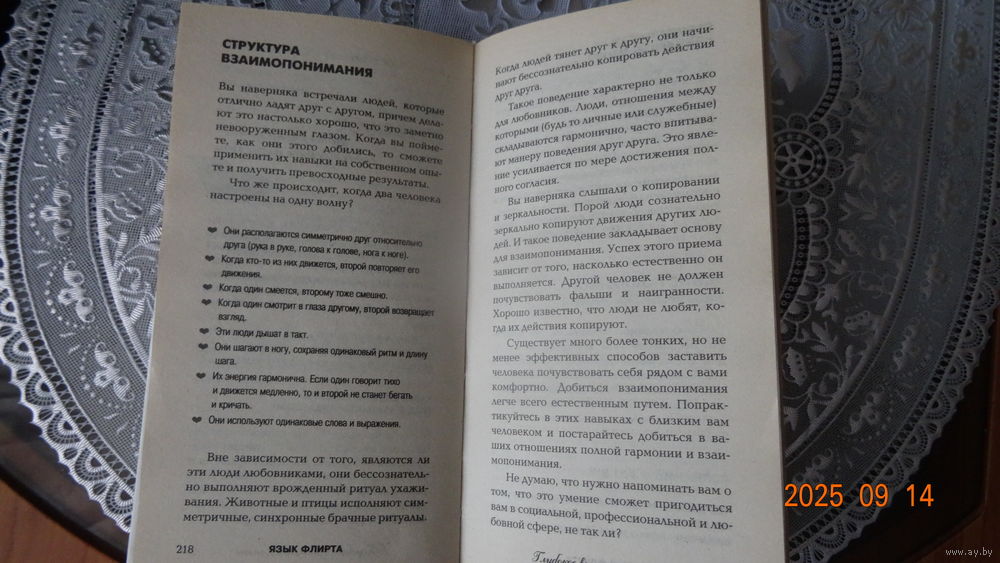 СТРУКТУРА
ВЗАИМОПОНИМАНИЯ
Вы наверняка встречали людей, которые
отлично ладят друг с другом, причем дела-
ют это настолько хорошо, что это заметно
невооруженным глазом. Когда вы пойме-
те, как они этого добились, то сможете
применить их навыки на собственном опы-
те и получить превосходные результаты.
Что же происходит, когда два человека
настроены на одну волну?
Они располагаются симметрично друг относительно
друга (рука в руке, голова к голове, нога к ноге).
Когда кто-то из них движется, второй повторяет его
движения.
Когда один смеется, второму тоже смешно.
Когда один смотрит в глаза другому, второй возвращает
взгляд.
Эти люди дышат в такт.
Они шагают в ногу, сохраняя одинаковый ритм и длину
шага.
Их энергия гармонична. Если один говорит тихо
и движется медленно, то и второй не станет бегать
и кричать.
Они используют одинаковые слова и выражения.
Вне зависимости от того, являются ли
эти люди любовниками, они бессознатель-
но выполняют врожденный ритуал ухажи-
вания. Животные и птицы исполняют сим-
метричные, синхронные брачные ритуалы.
218 ЯЗЫК ФЛИРТА
Когда людей тянет друг к другу, они начи-
нают бессознательно копировать действия
друг друга.
Такое поведение характерно не только
для любовников. Люди, отношения между
которыми (будь то личные или служебные)
складываются гармонично, часто впитыва-
ют манеру поведения друг друга. Это явле-
ние усиливается по мере достижения пол-
ного согласия.
Вы наверняка слышали о копировании
и зеркальности. Порой люди сознательно
зеркально копируют движения других лю-
дей. И такое поведение закладывает основу
для взаимопонимания. Успех этого приема
зависит от того, насколько естественно он
выполняется. Другой человек не должен
почувствовать фальши и наигранности.
Хорошо известно, что люди не любят, ко-
гда их действия копируют.
Существует много более тонких, но не
менее эффективных способов заставить
человека почувствовать себя рядом с вами
комфортно. Добиться взаимопонимания
легче всего естественным путем. Попрак-
тикуйтесь в этих навыках с близким вам
человеком и постарайтесь добиться в ва-
ших отношениях полной гармонии и взаи-
мопонимания.
Не думаю, что нужно напоминать вам о
том, что это умение сможет пригодиться
вам в социальной, профессиональной и лю-
бовной сфере, не так ли?
2025 09 14
www.ay.by